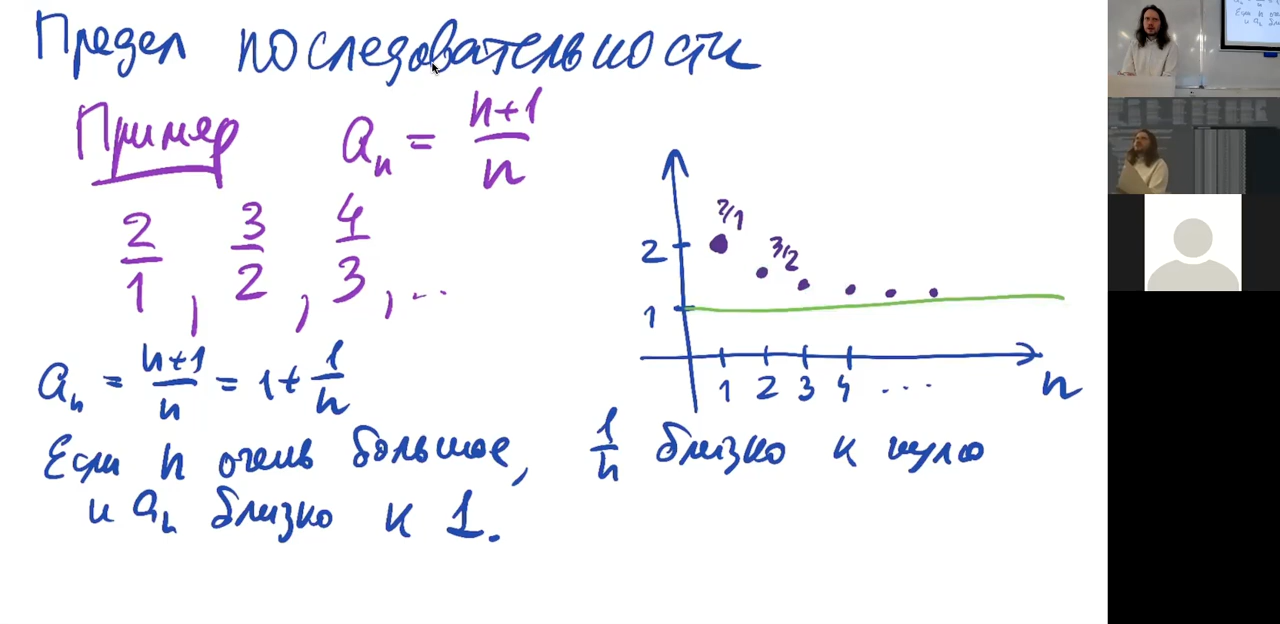 Предел последовательности
Пример aₙ = (n+1)/n
2/1, 3/2, 4/3, ...
aₙ = (n+1)/n = 1 + 1/n
2/1
3/2
2
1
1 2 3 4 ... n
Если n очень большое, 1/n близко к нулю
и aₙ близко к 1.